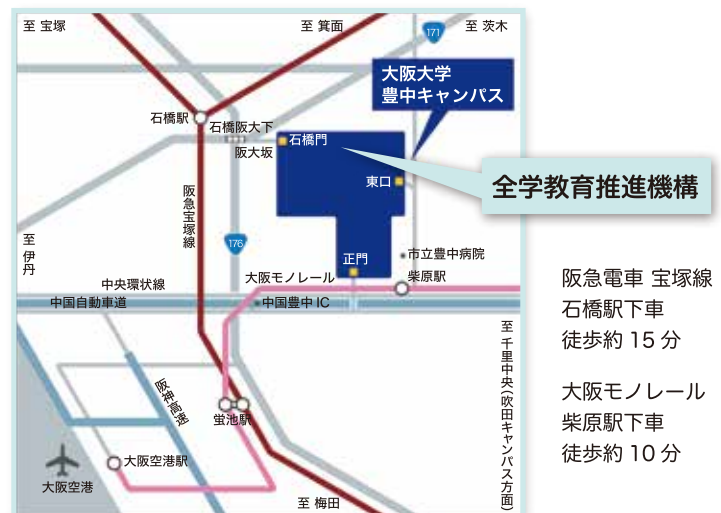 至 宝塚
至 箕面
171
至 茨木
大阪大学
豊中キャンパス
石橋駅
石橋阪大下
石橋門
阪大坂
東口
全学教育推進機構
阪急宝塚線
176
至 伊丹
正門
市立豊中病院
大阪モノレール
柴原駅
中央環状線
中国自動車道
中国豊中 IC
阪急電車 宝塚線
石橋駅下車
徒歩約 15 分
大阪モノレール
柴原駅下車
徒歩約 10 分
至 千里中央(吹田キャンパス方面)
阪神高速
蛍池駅
大阪空港駅
大阪空港
至 梅田